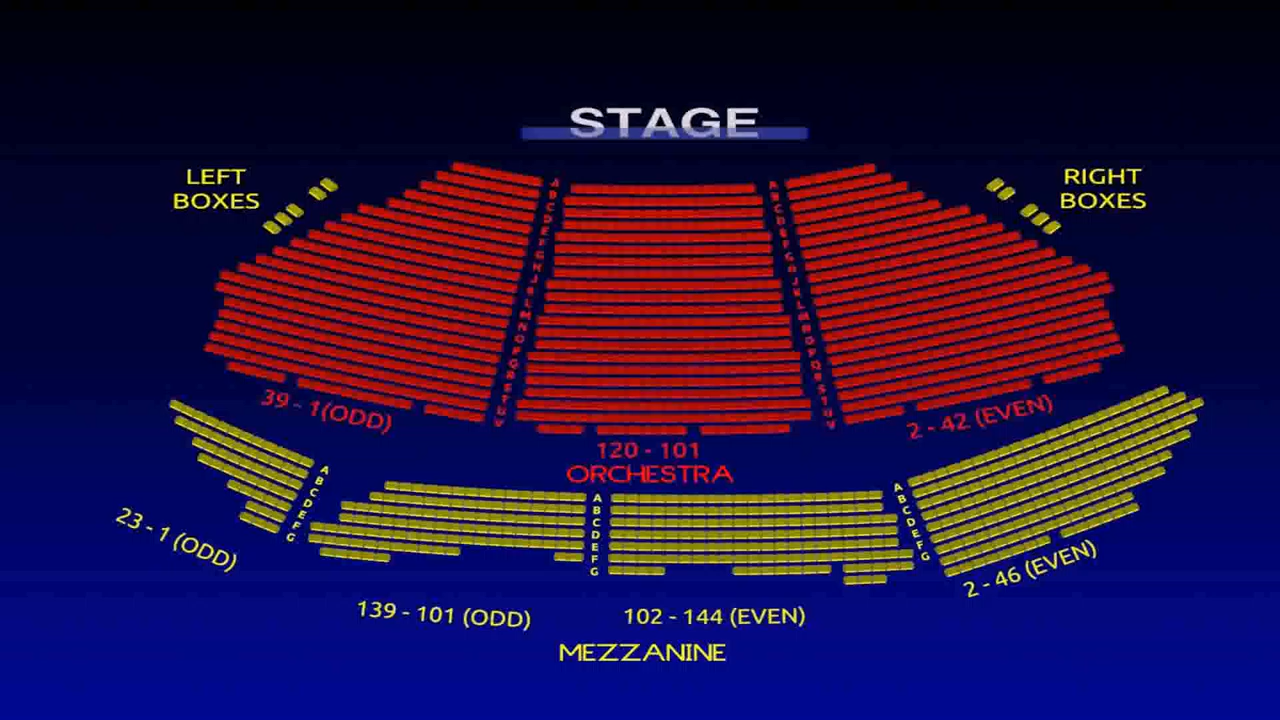 STAGE
LEFT
BOXES
RIGHT
BOXES
A
B
C
D
E
F
G
H
J
K
L
M
N
O
P
Q
R
S
T
U
V
A
B
C
D
E
F
G
H
J
K
L
M
N
O
P
Q
R
S
T
U
V
39 - 1(ODD)
120 - 101
2 - 42 (EVEN)
ORCHESTRA
A
B
C
D
E
F
G
A
B
C
D
E
F
G
A
B
C
D
E
F
G
23 - 1 (ODD)
139 - 101 (ODD)
102 - 144 (EVEN)
2 - 46 (EVEN)
MEZZANINE